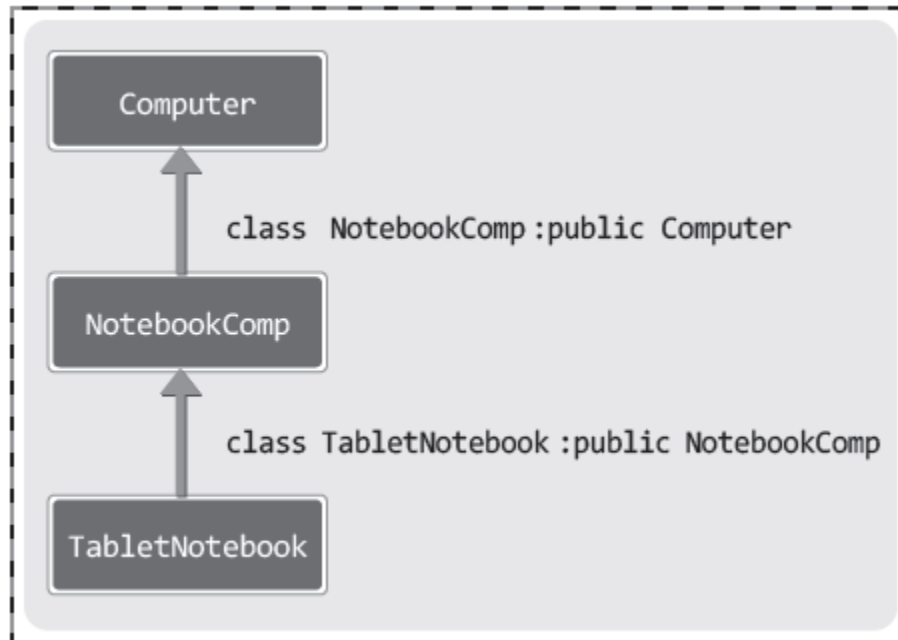 Computer
class NotebookComp :public Computer
NotebookComp
class TabletNotebook :public NotebookComp
TabletNotebook